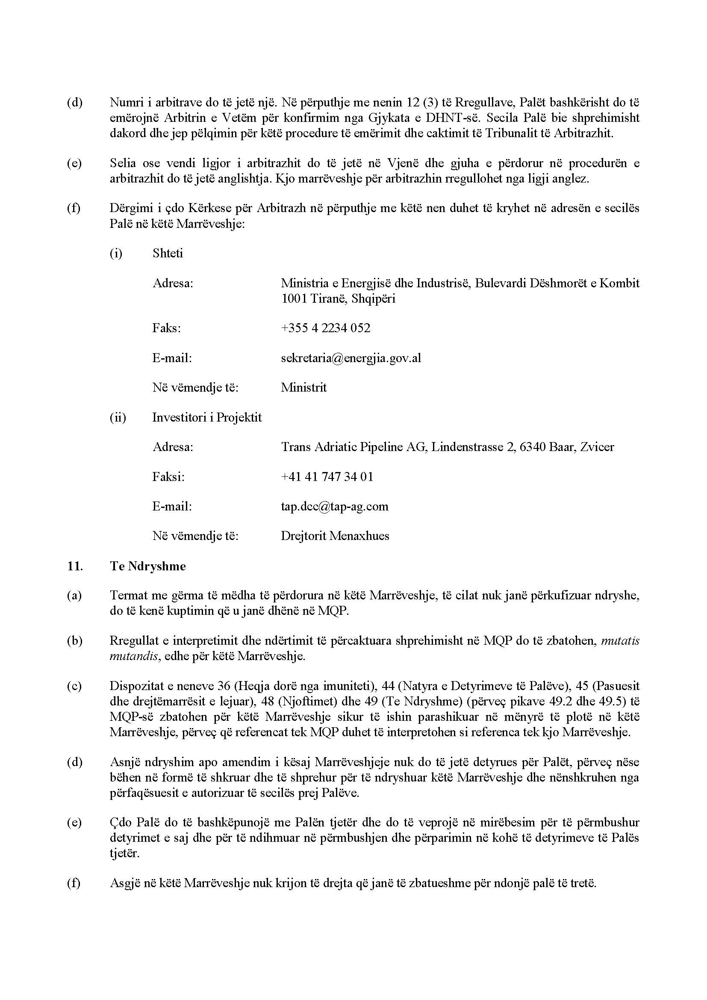 (d) Numri i arbitrave do të jetë një. Në përputhje me nenin 12 (3) të Rregullave, Palët bashkërisht do të
emërojnë Arbitrin e Vetëm për konfirmim nga Gjykata e DHNT-së. Secila Palë bie shprehimisht
dakord dhe jep pëlqimin për këtë procedure të emërimit dhe caktimit të Tribunalit të Arbitrazhit.
(e) Selia ose vendi ligjor i arbitrazhit do të jetë në Vjenë dhe gjuha e përdorur në procedurën e
arbitrazhit do të jetë anglishtja. Kjo marrëveshje për arbitrazhin rregullohet nga ligji anglez.
(f) Dërgimi i çdo Kërkese për Arbitrazh në përputhje me këtë nen duhet të kryhet në adresën e secilës
Palë në këtë Marrëveshje:
(i) Shteti
Adresa: Ministria e Energjisë dhe Industrisë, Bulevardi Dëshmorët e Kombit
1001 Tiranë, Shqipëri
Faks: +355 4 2234 052
E-mail: sekretaria@energjia.gov.al
Në vëmendje të: Ministrit
(ii) Investitori i Projektit
Adresa: Trans Adriatic Pipeline AG, Lindenstrasse 2, 6340 Baar, Zvicer
Faksi: +41 41 747 34 01
E-mail: tap.dcc@tap-ag.com
Në vëmendje të: Drejtorit Menaxhues
11. Te Ndryshme
(a) Termat me gërma të mëdha të përdorura në këtë Marrëveshje, të cilat nuk janë përkufizuar ndryshe,
do të kenë kuptimin që u janë dhënë në MQP.
(b) Rregullat e interpretimit dhe ndërtimit të përcaktuara shprehimisht në MQP do të zbatohen, mutatis
mutandis, edhe për këtë Marrëveshje.
(c) Dispozitat e neneve 36 (Heqja dorë nga imuniteti), 44 (Natyra e Detyrimeve të Palëve), 45 (Pasuesit
dhe drejtëmarrësit e lejuar), 48 (Njoftimet) dhe 49 (Te Ndryshme) (përveç pikave 49.2 dhe 49.5) të
MQP-së zbatohen për këtë Marrëveshje sikur të ishin parashikuar në mënyrë të plotë në këtë
Marrëveshje, përveç që referencat tek MQP duhet të interpretohen si referenca tek kjo Marrëveshje.
(d) Asnjë ndryshim apo amendim i kësaj Marrëveshjeje nuk do të jetë detyrues për Palët, përveç nëse
bëhen në formë të shkruar dhe të shprehur për të ndryshuar këtë Marrëveshje dhe nënshkruhen nga
përfaqësuesit e autorizuar të secilës prej Palëve.
(e) Çdo Palë do të bashkëpunojë me Palën tjetër dhe do të veprojë në mirëbesim për të përmbushur
detyrimet e saj dhe për të ndihmuar në përmbushjen dhe përparimin në kohë të detyrimeve të Palës
tjetër.
(f) Asgjë në këtë Marrëveshje nuk krijon të drejta që janë të zbatueshme për ndonjë palë të tretë.